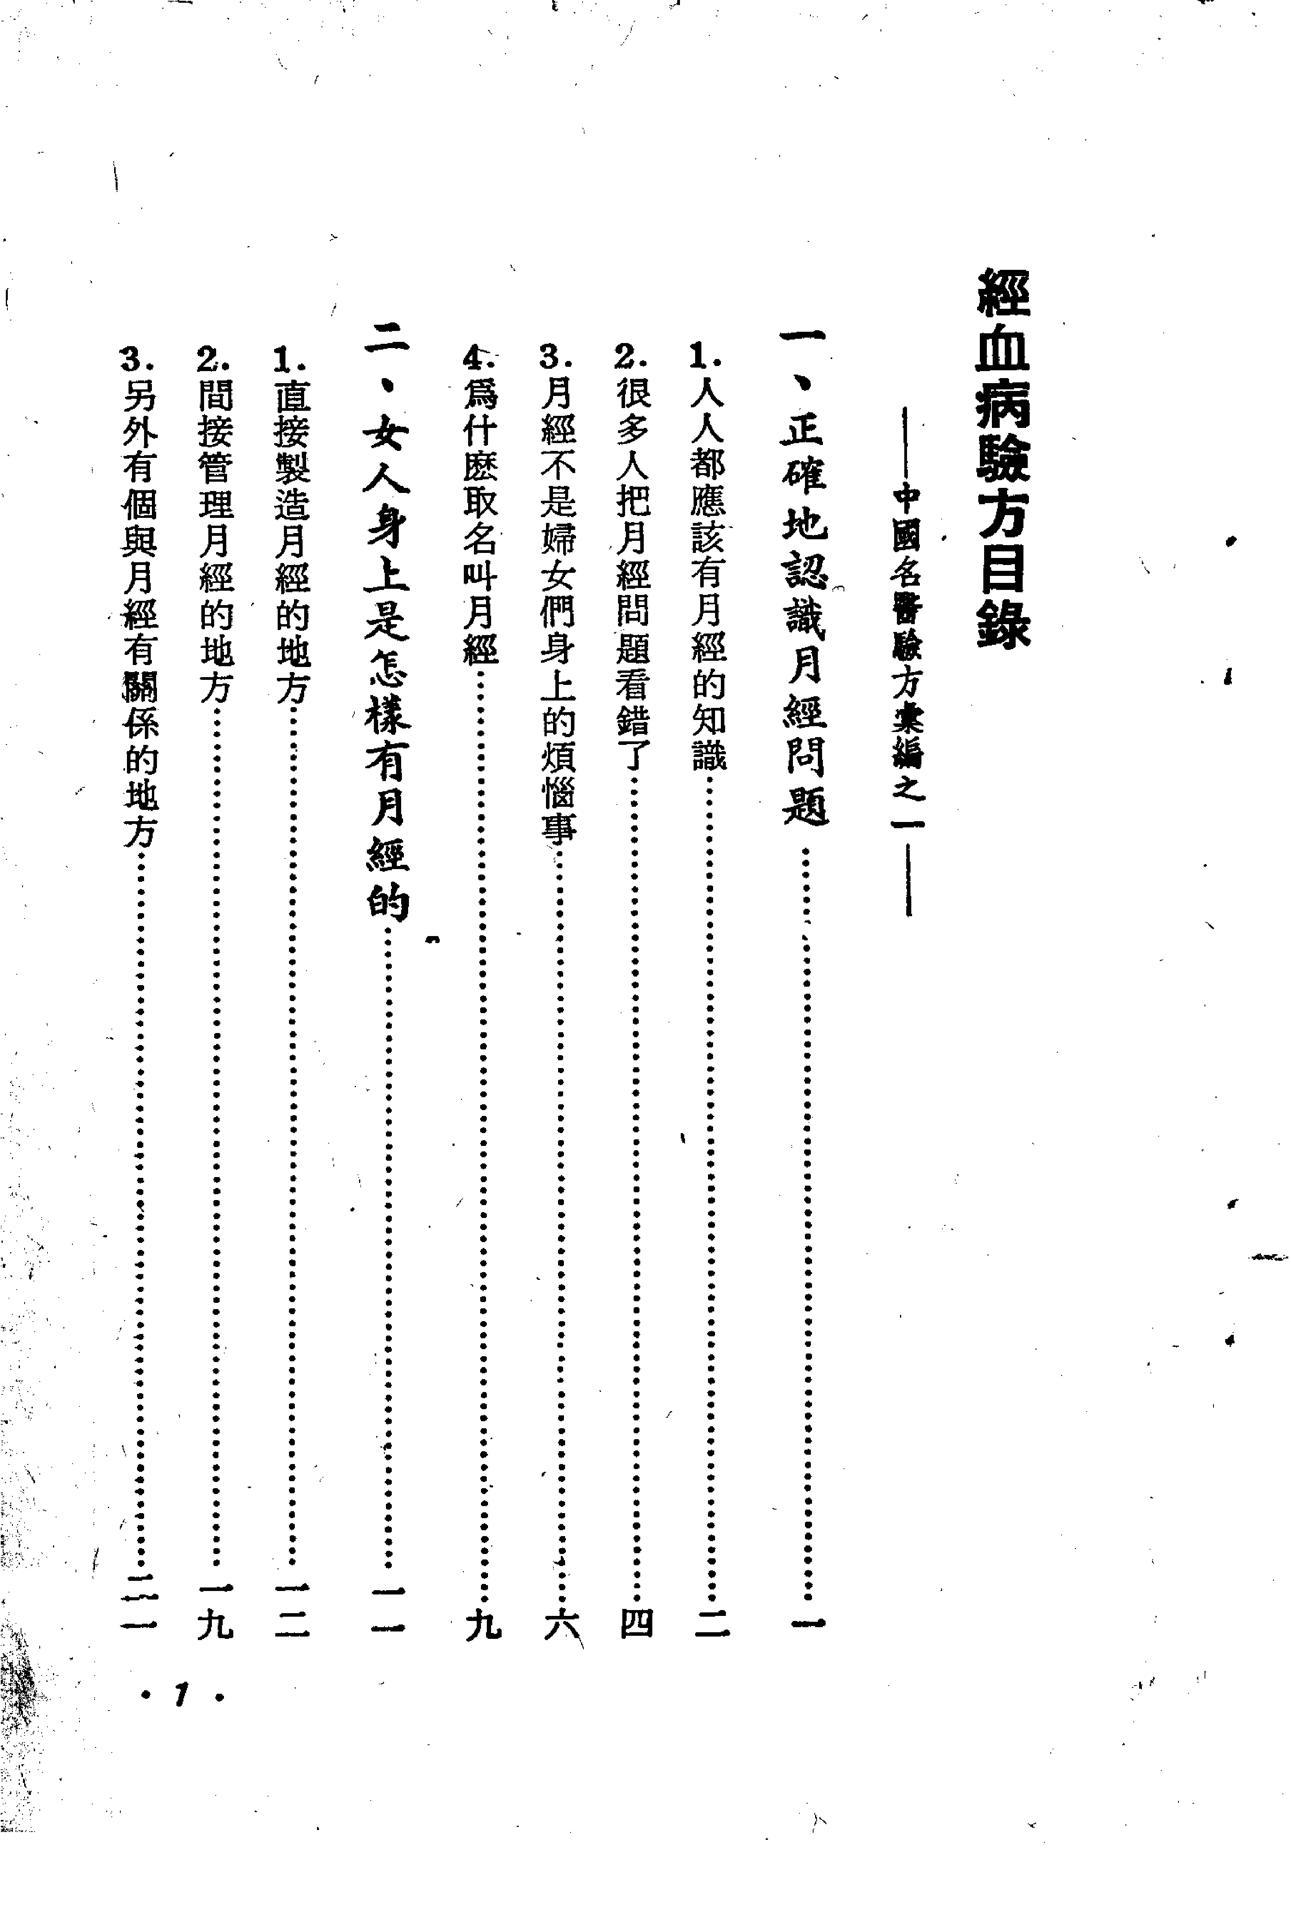 經血病驗方目錄
——中國名醫驗方彙編之一——
一、正確地認識月經問題……一
1.人人都應該有月經的知識……二
2.很多人把月經問題看錯了……四
3.月經不是婦女們身上的煩惱事……六
4.爲什麽取名叫月經……九
二、女人身上是怎樣有月經的……一一
1.直接製造月經的地方……一二
2.間接管理月經的地方……一九
3.另外有個與月經有關係的地方……二一
·1·